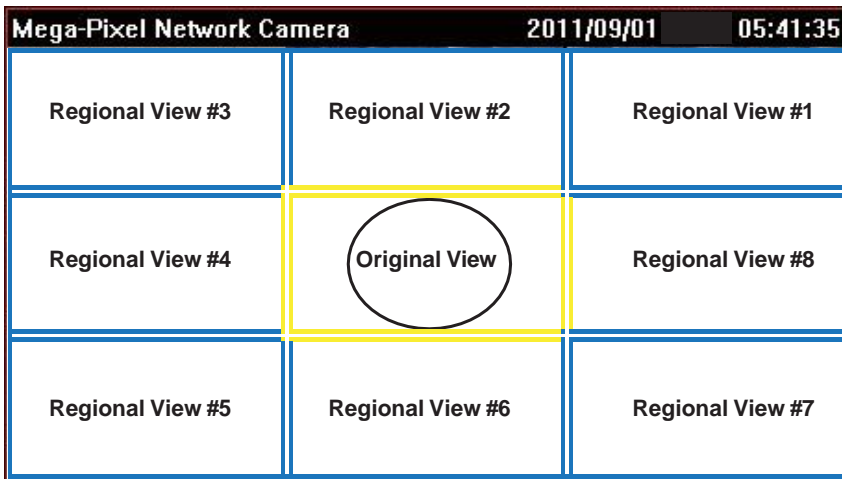 Mega-Pixel Network Camera 2011/09/01 05:41:35
Regional View #3 Regional View #2 Regional View #1
Regional View #4 Original View Regional View #8
Regional View #5 Regional View #6 Regional View #7